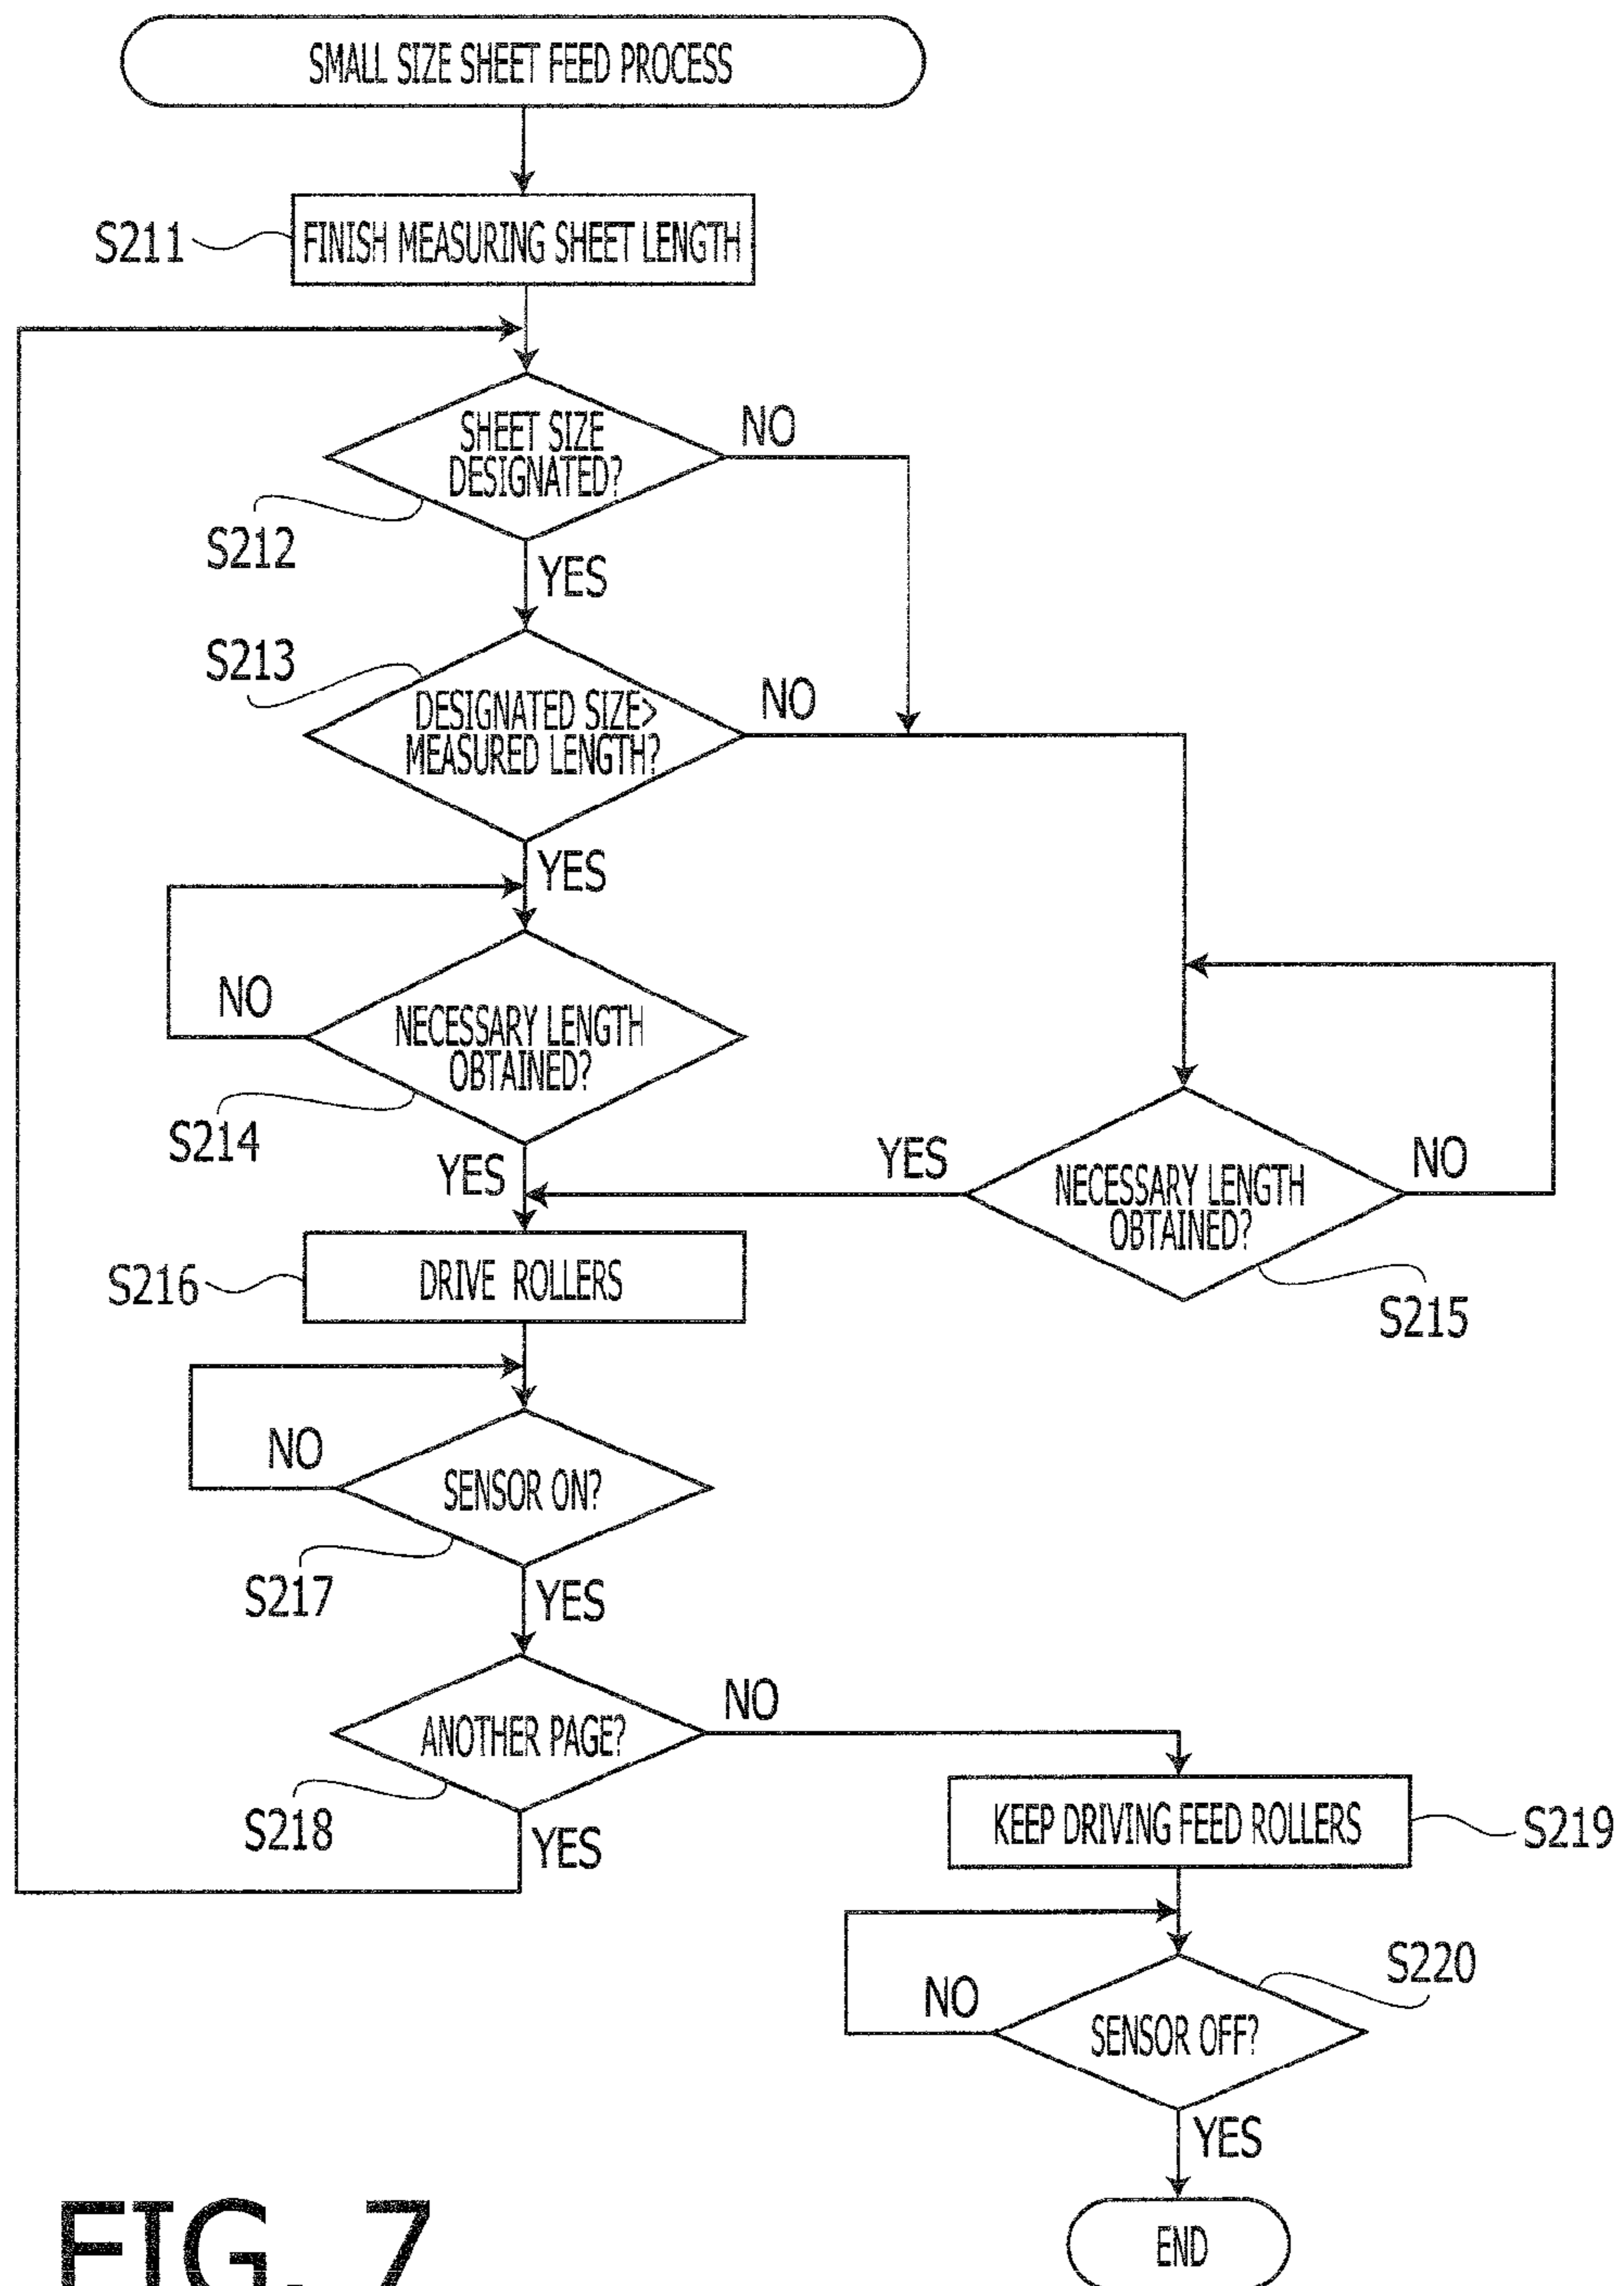 SMALL SIZE SHEET FEED PROCESS
S211
FINISH MEASURING SHEET LENGTH
SHEET SIZE
DESIGNATED?
NO
S212
YES
S213
DESIGNATED SIZE>
MEASURED LENGTH?
NO
YES
NO
NECESSARY LENGTH
OBTAINED?
S214
YES
YES
NECESSARY LENGTH
OBTAINED?
NO
S215
S216
DRIVE ROLLERS
NO
SENSOR ON?
S217
YES
ANOTHER PAGE?
NO
S218
YES
KEEP DRIVING FEED ROLLERS
S219
S220
NO
SENSOR OFF?
YES
END
FIG. 7